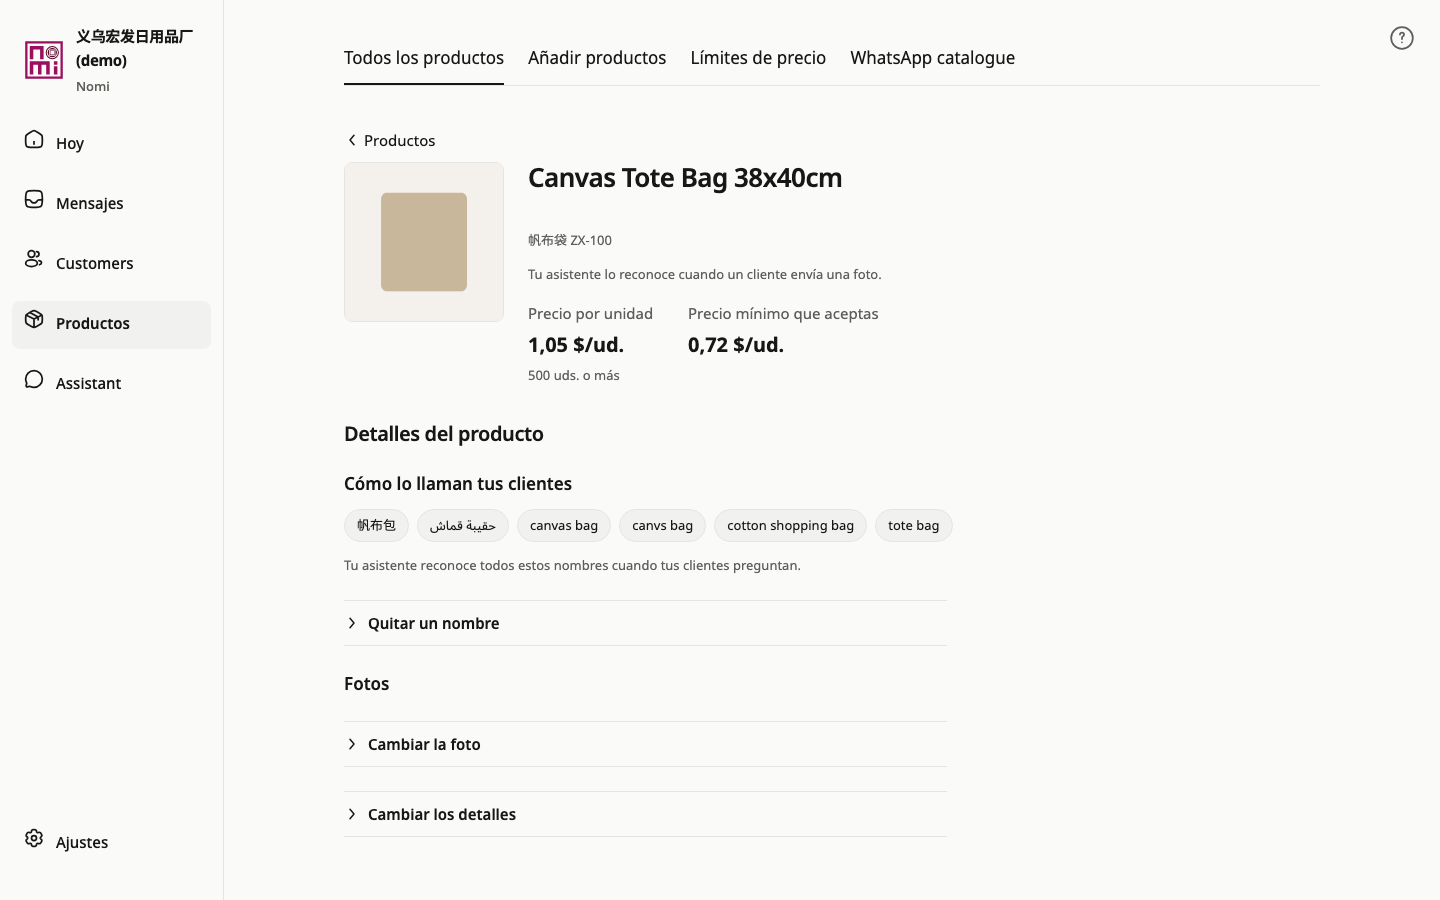 义乌宏发日用品厂
(demo)
Nomi
Hoy
Mensajes
Customers
Productos
Assistant
Ajustes
Todos los productos
Añadir productos
Límites de precio
WhatsApp catalogue
Productos
Canvas Tote Bag 38x40cm
帆布袋 ZX-100
Tu asistente lo reconoce cuando un cliente envía una foto.
Precio por unidad
1,05 $/ud.
500 uds. o más
Precio mínimo que aceptas
0,72 $/ud.
Detalles del producto
Cómo lo llaman tus clientes
帆布包
حقيبة قماش
canvas bag
canvs bag
cotton shopping bag
tote bag
Tu asistente reconoce todos estos nombres cuando tus clientes preguntan.
Quitar un nombre
Fotos
Cambiar la foto
Cambiar los detalles